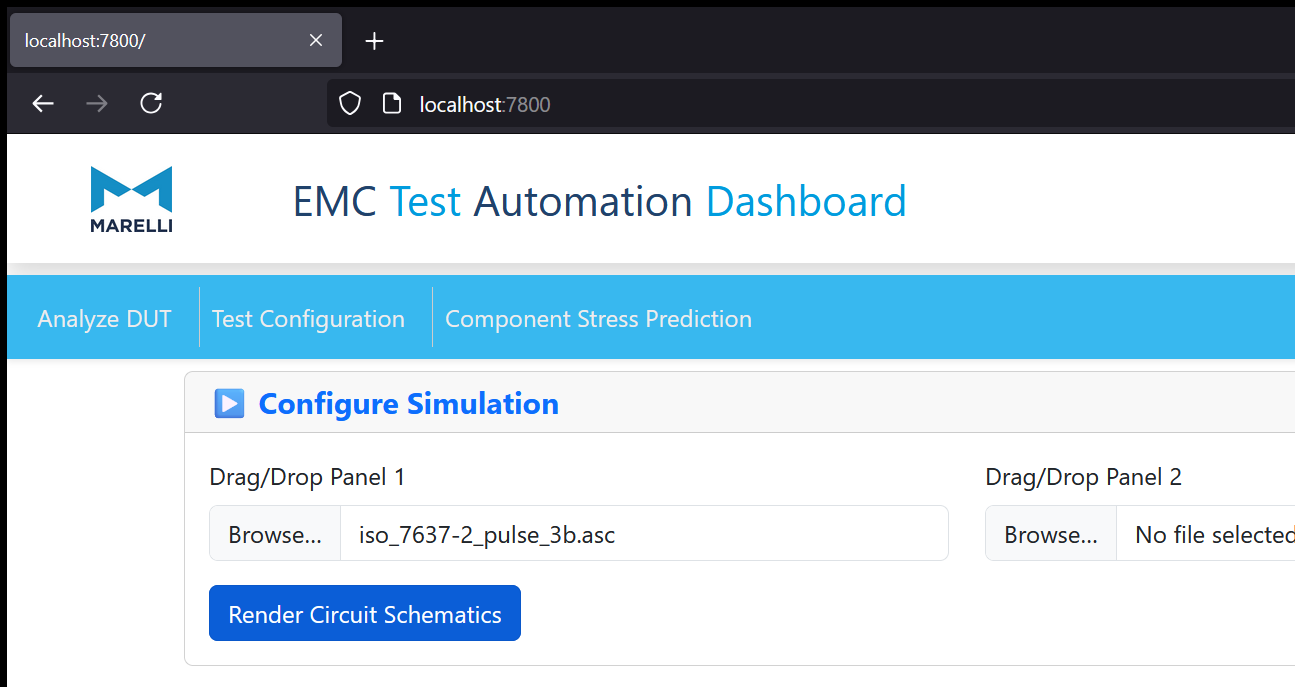 localhost:7800/
localhost:7800
MARELLI
EMC Test Automation Dashboard
Analyze DUT
Test Configuration
Component Stress Prediction
Configure Simulation
Drag/Drop Panel 1
Drag/Drop Panel 2
Browse... iso_7637-2_pulse_3b.asc
Browse... No file selected
Render Circuit Schematics